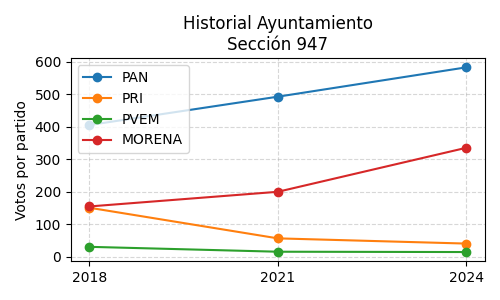 Historial Ayuntamiento
Sección 947
Votos por partido
600
500
400
300
200
100
0
PAN
PRI
PVEM
MORENA
2018
2021
2024